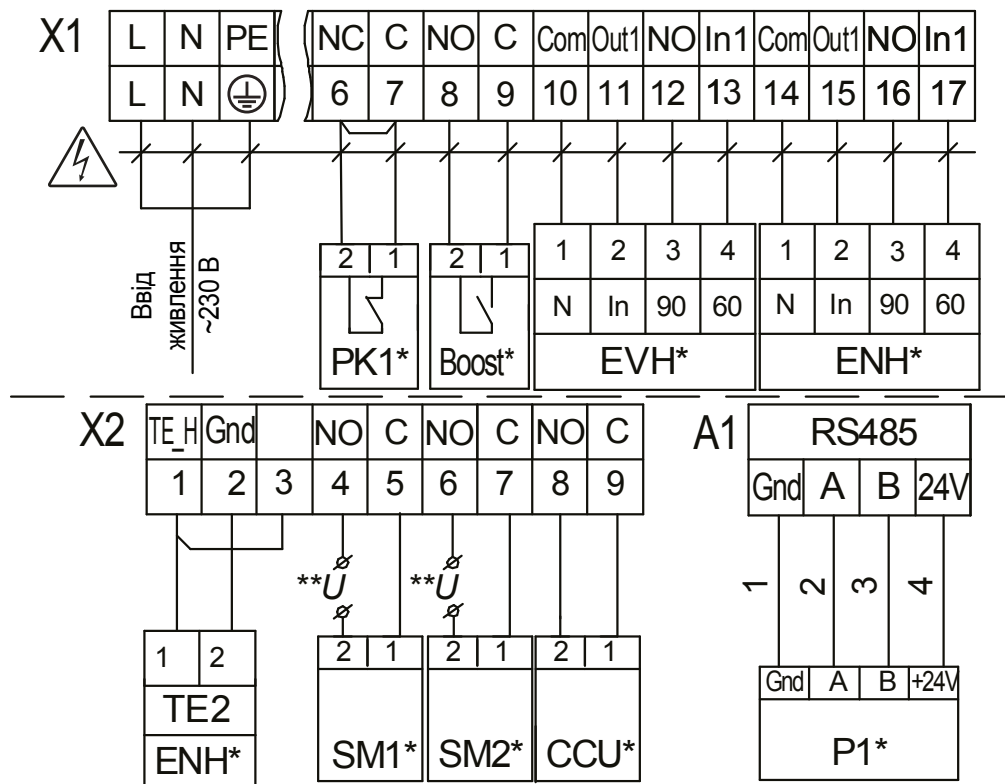 X1 L N PE NC C NO C Com Out1 NO In1 Com Out1 NO In1
L N 6 7 8 9 10 11 12 13 14 15 16 17
Ввід
живлення
~230 В
2 1 2 1 1 2 3 4 1 2 3 4
N In 90 60 N In 90 60
PK1* Boost* EVH* ENH*
X2 TE_H Gnd NO C NO C NO C
1 2 3 4 5 6 7 8 9
**U **U
1 2 2 1 2 1 2 1
TE2
ENH* SM1* SM2* CCU*
A1 RS485
Gnd A B 24V
1 2 3 4
Gnd A B +24V
P1*